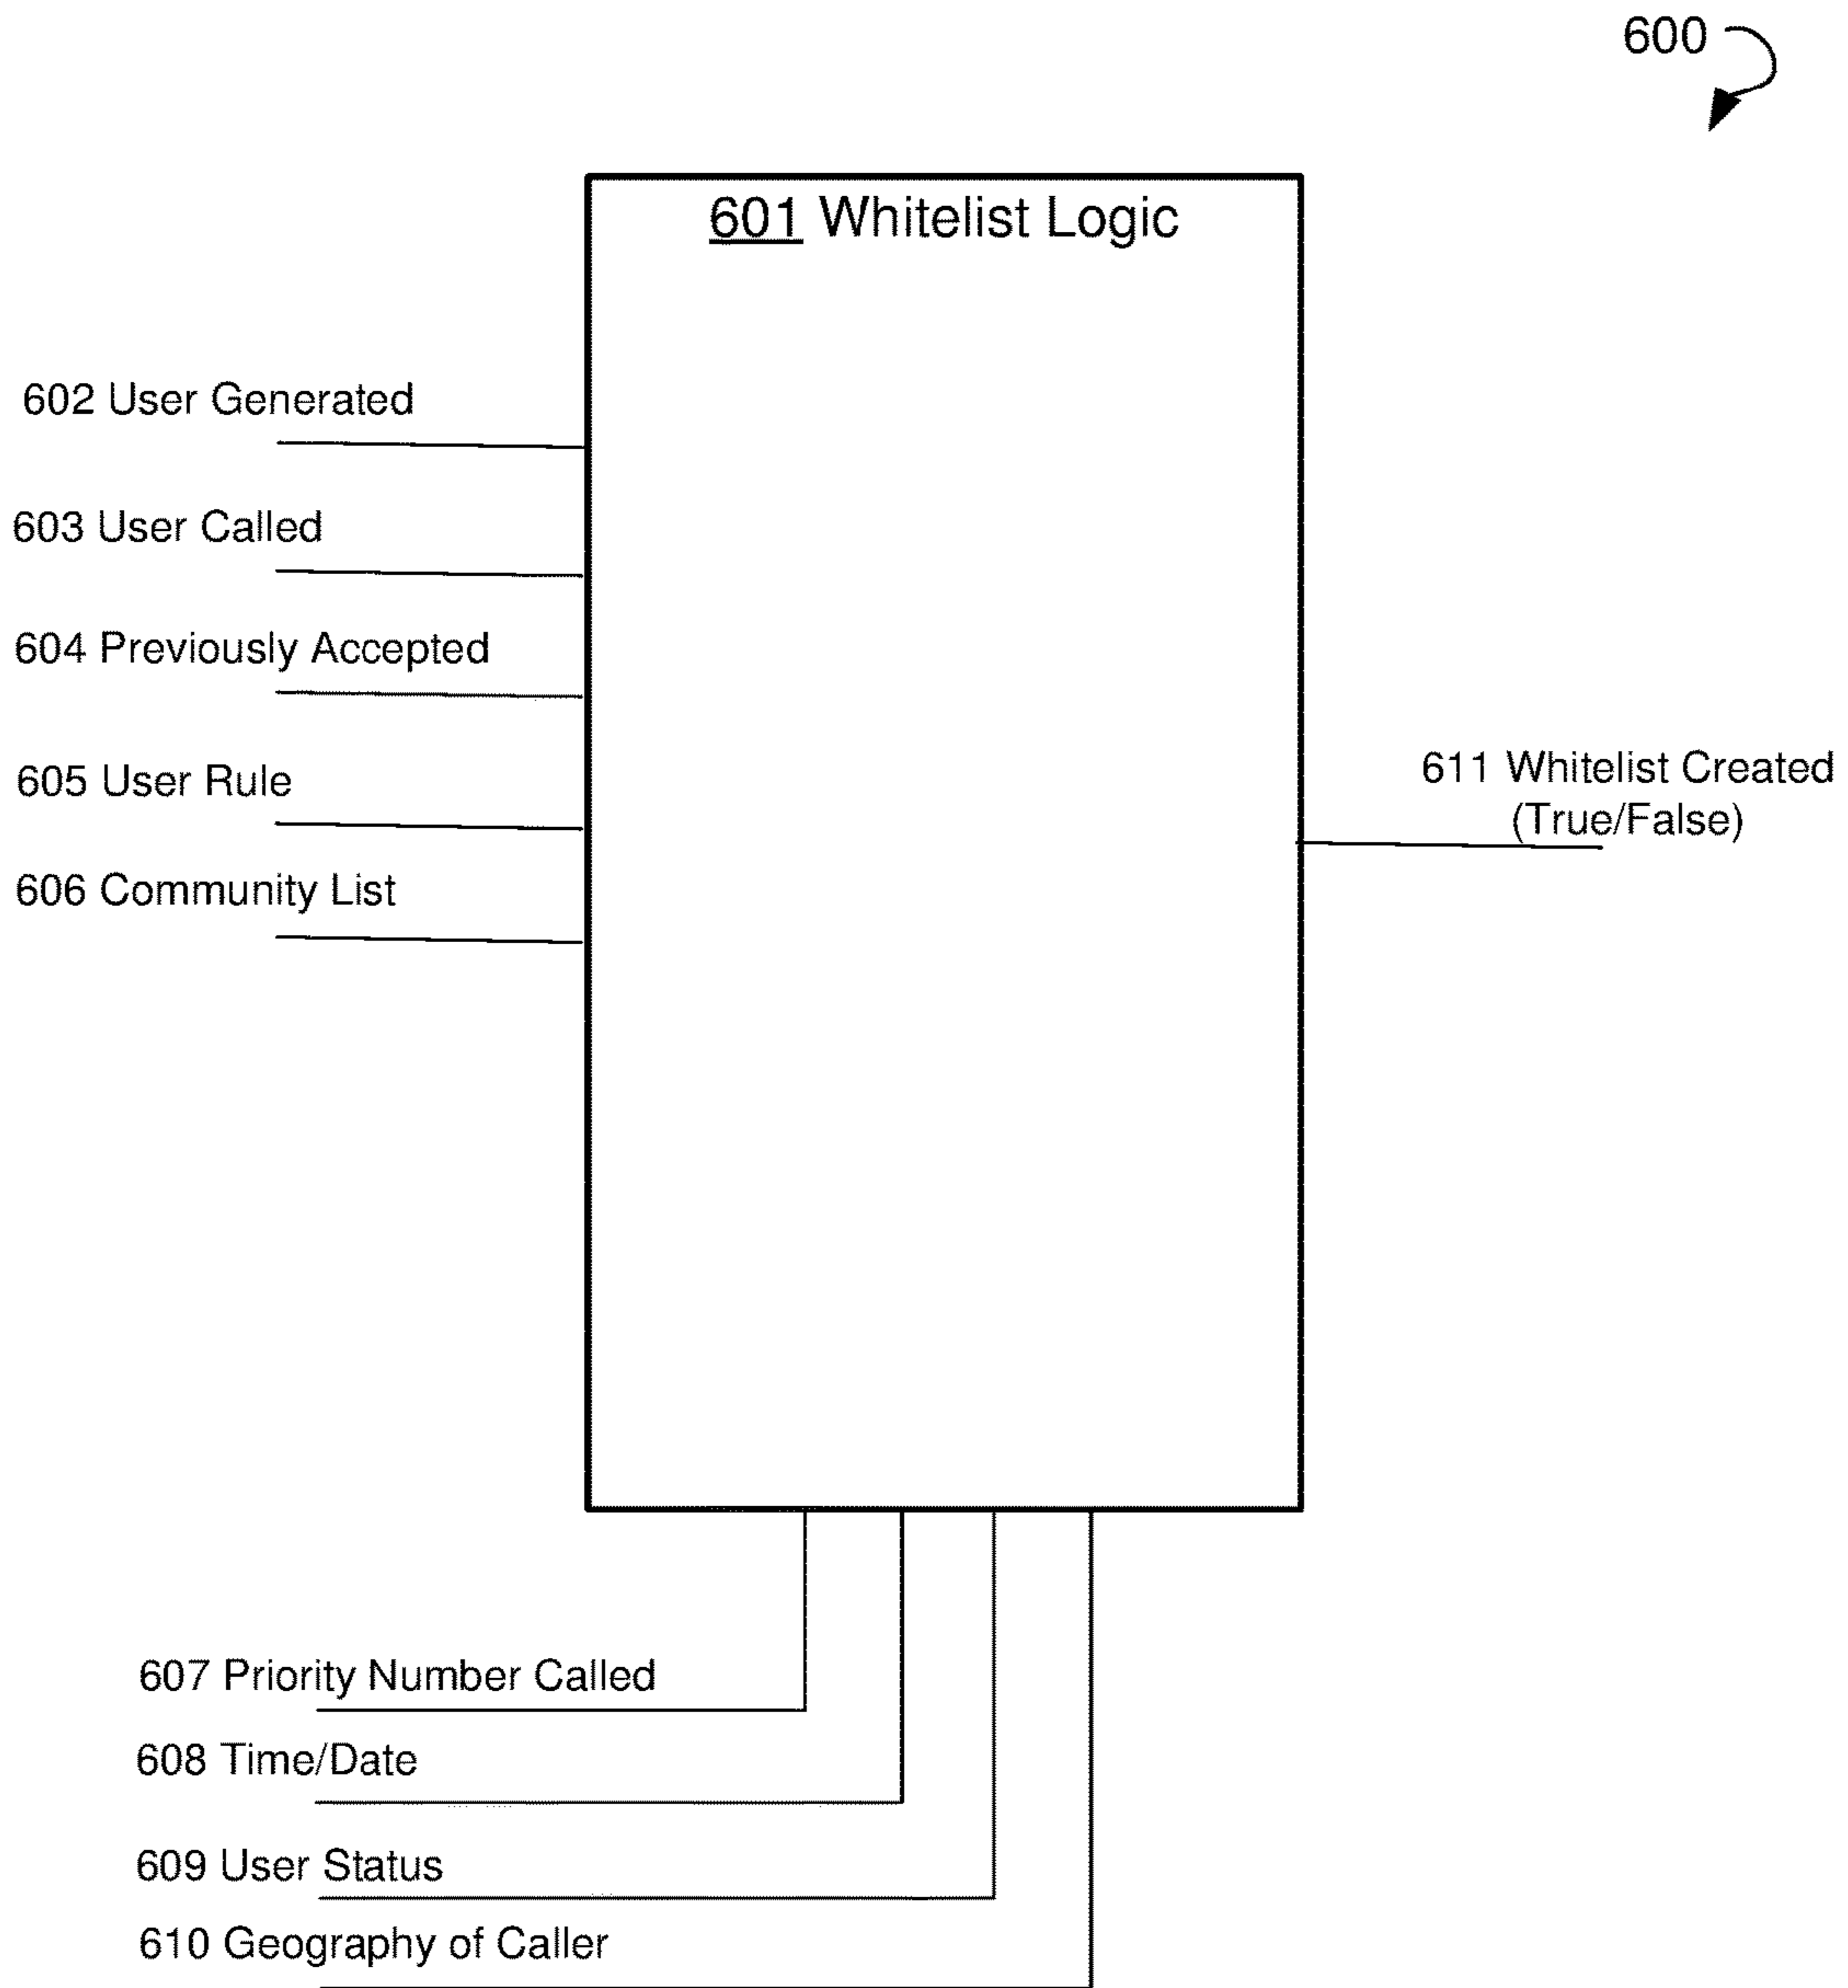 600
601 Whitelist Logic
602 User Generated
603 User Called
604 Previously Accepted
605 User Rule
606 Community List
611 Whitelist Created
(True/False)
607 Priority Number Called
608 Time/Date
609 User Status
610 Geography of Caller